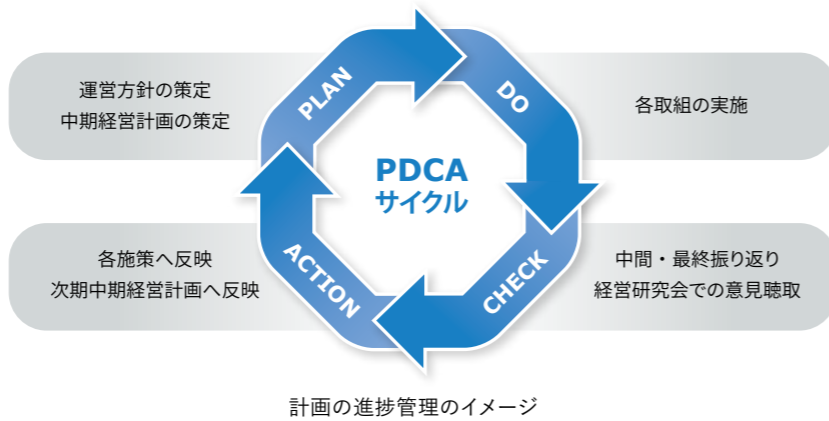 PLAN
運営方針の策定
中期経営計画の策定
DO
各取組の実施
PDCA
サイクル
CHECK
中間・最終振り返り
経営研究会での意見聴取
ACTION
各施策へ反映
次期中期経営計画へ反映
計画の進捗管理のイメージ